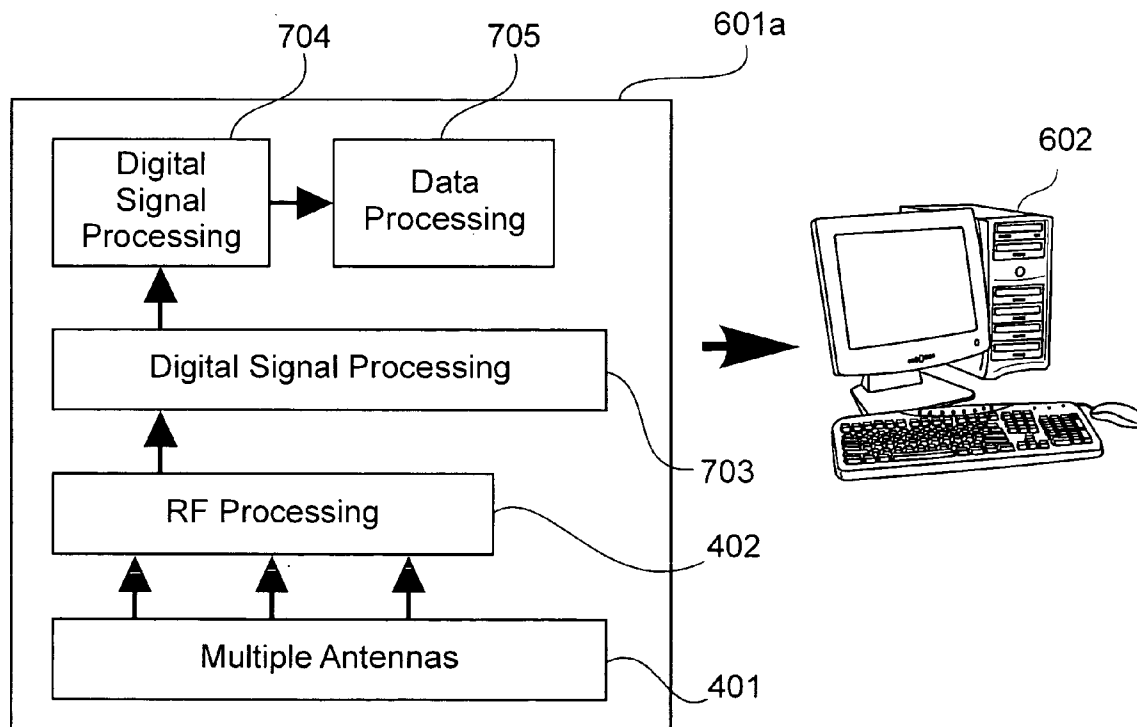 704
705
601a
602
Digital
Signal
Processing
Data
Processing
Digital Signal Processing
703
RF Processing
402
Multiple Antennas
401